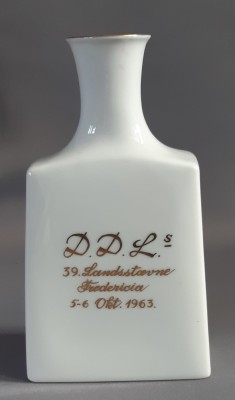 D. D. L.s
39. Landsstævne
Fredericia
5-6 Okt. 1963.